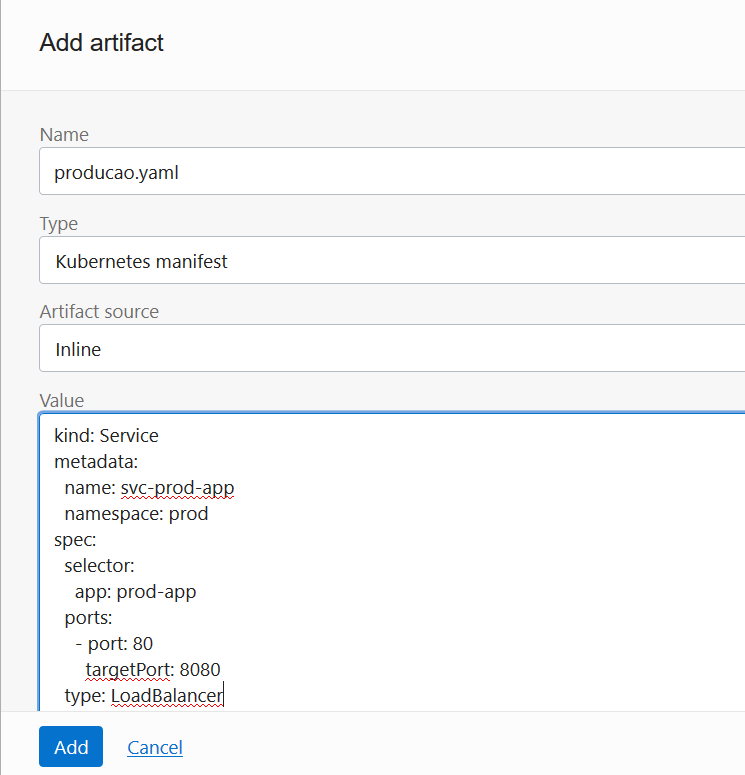 Add artifact
Name
producao.yaml
Type
Kubernetes manifest
Artifact source
Inline
Value
kind: Service
metadata:
  name: svc-prod-app
  namespace: prod
spec:
  selector:
    app: prod-app
  ports:
    - port: 80
      targetPort: 8080
  type: LoadBalancer
Add Cancel